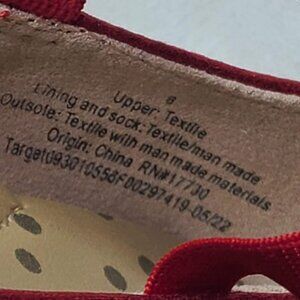 6
Upper: Textile
Lining and sock: Textile/man made
Outsole: Textile with man made materials
Origin: China RN#17730
Target093010556F00297419-05/22